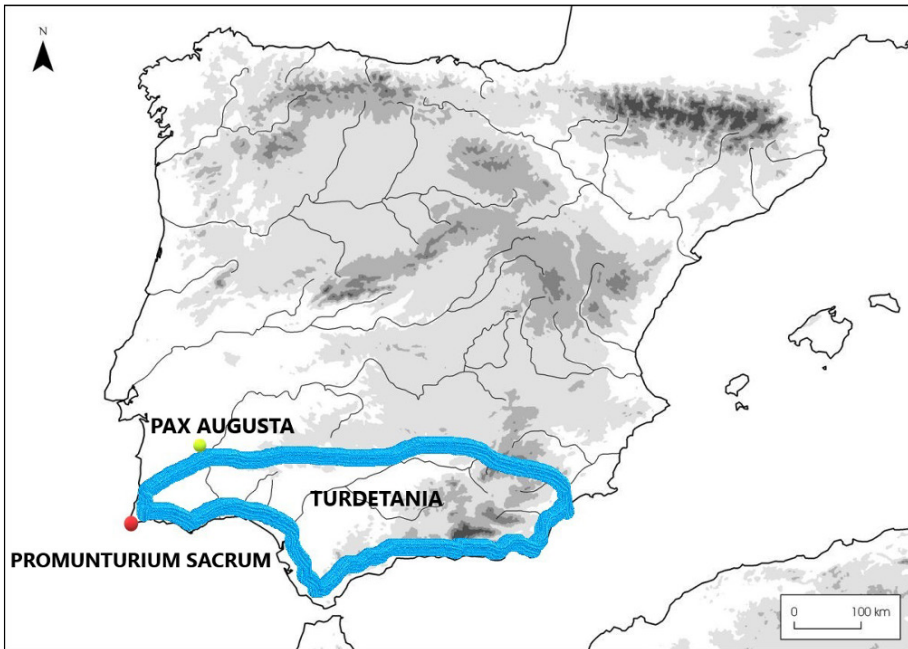 N
PAX AUGUSTA
TURDETANIA
PROMUNTURIUM SACRUM
0 100 km